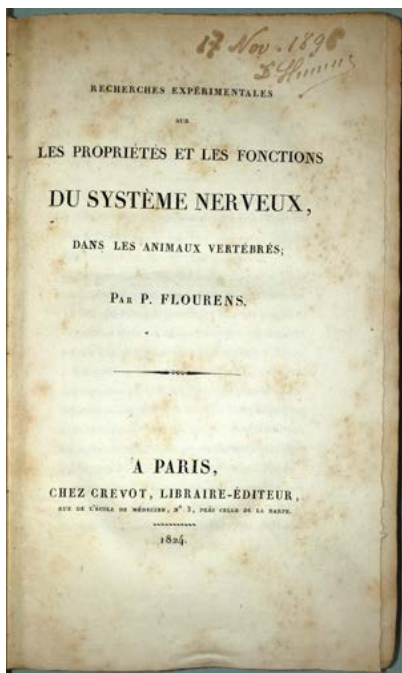 17 Nov. 1896
RECHERCHES EXPÉRIMENTALES
SUR
LES PROPRIÉTÉS ET LES FONCTIONS
DU SYSTÈME NERVEUX,
DANS LES ANIMAUX VERTÉBRÉS;
PAR P. FLOURENS.
A PARIS,
CHEZ CREVOT, LIBRAIRE-ÉDITEUR,
RUE DE L'ÉCOLE DE MÉDECINE, N° 3, PRÈS CELLE DE LA HARPE.
1824.